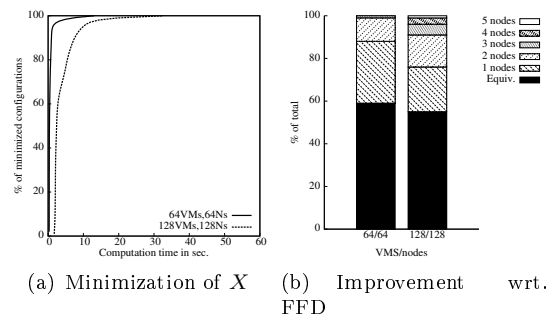 100
80
60
40
20
0
% of minimized configurations
64VMs,64Ns
128VMs,128Ns
0 10 20 30 40 50 60
Computation time in sec.
(a) Minimization of X
100
80
60
40
20
0
% of total
64/64 128/128
VMS/nodes
5 nodes
4 nodes
3 nodes
2 nodes
1 nodes
Equiv.
(b) Improvement wrt.
FFD